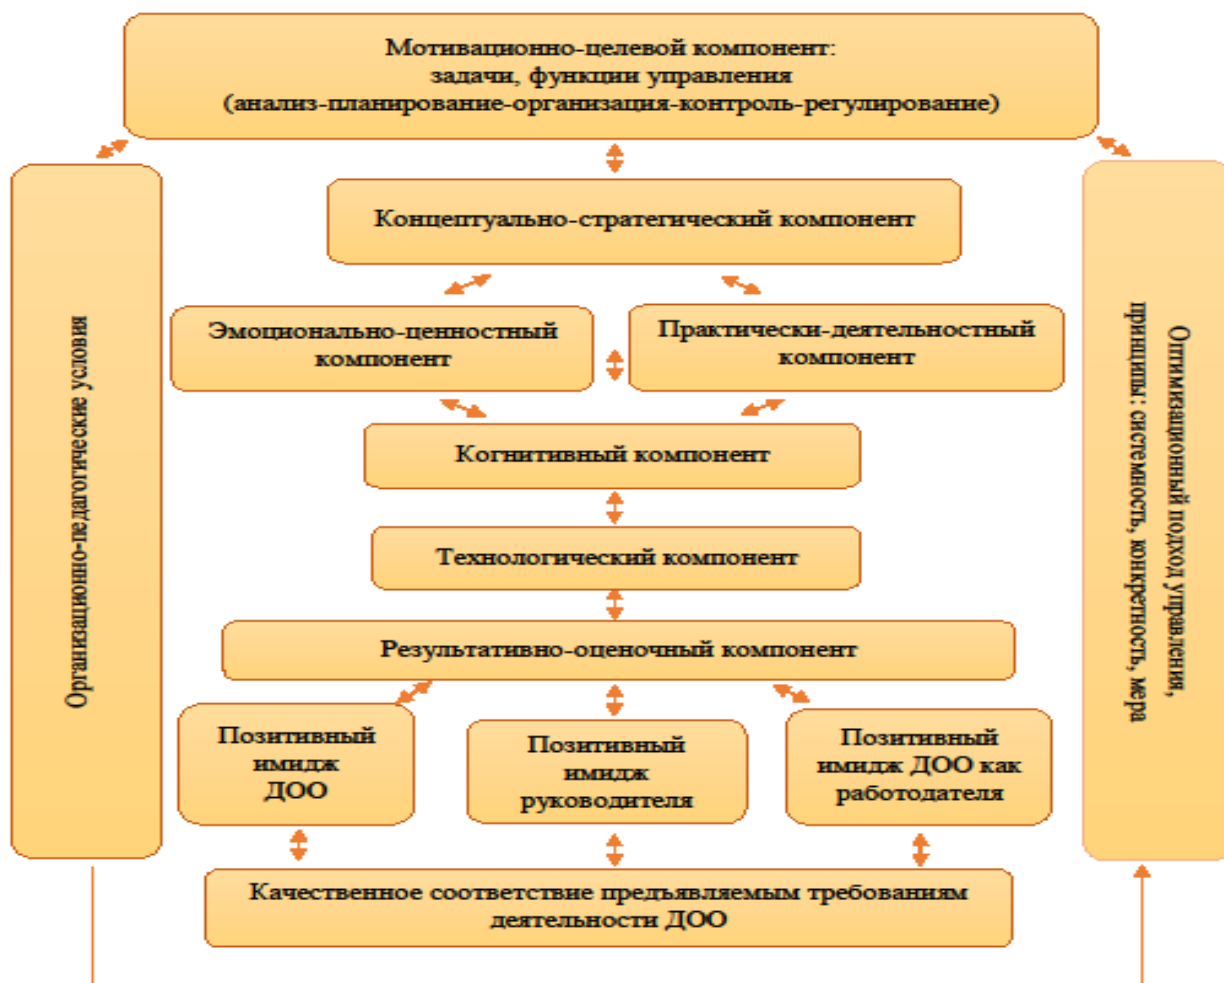 Мотивационно-целевой компонент:
задачи, функции управления
(анализ-планирование-организация-контроль-регулирование)
Организационно-педагогические условия
Концептуально-стратегический компонент
Эмоционально-ценностный
компонент
Практически-деятельностный
компонент
Когнитивный компонент
Технологический компонент
Результативно-оценочный компонент
Позитивный
имидж
ДОО
Позитивный
имидж
руководителя
Позитивный
имидж ДОО как
работодателя
Качественное соответствие предъявляемым требованиям
деятельности ДОО
Оптимизационный подход управления,
принципы: системность, конкретность, мера